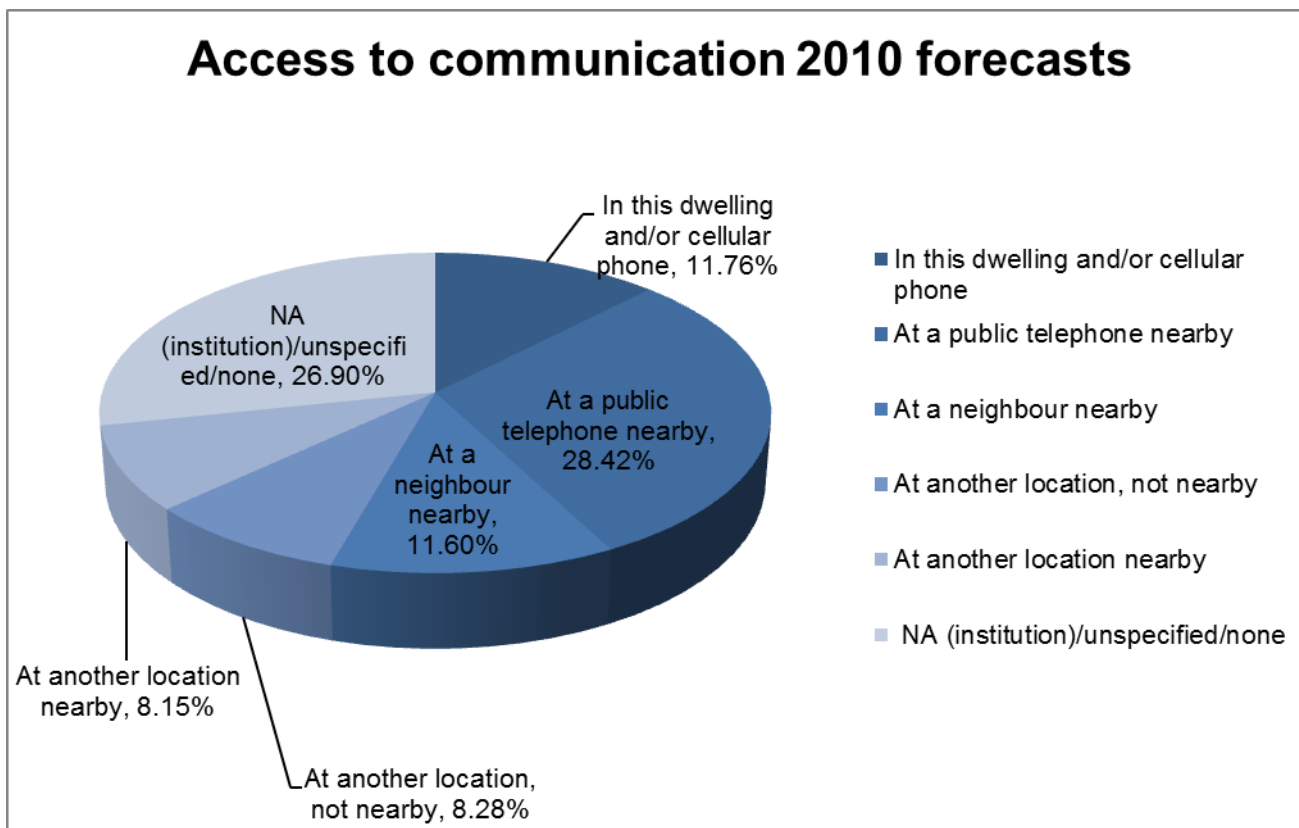 Access to communication 2010 forecasts
In this dwelling
and/or cellular
phone, 11.76%
NA
(institution)/unspecifi
ed/none, 26.90%
At a public
telephone nearby,
28.42%
At a
neighbour
nearby,
11.60%
At another location
nearby, 8.15%
At another location,
not nearby, 8.28%
In this dwelling and/or cellular
phone
At a public telephone nearby
At a neighbour nearby
At another location, not nearby
At another location nearby
NA (institution)/unspecified/none